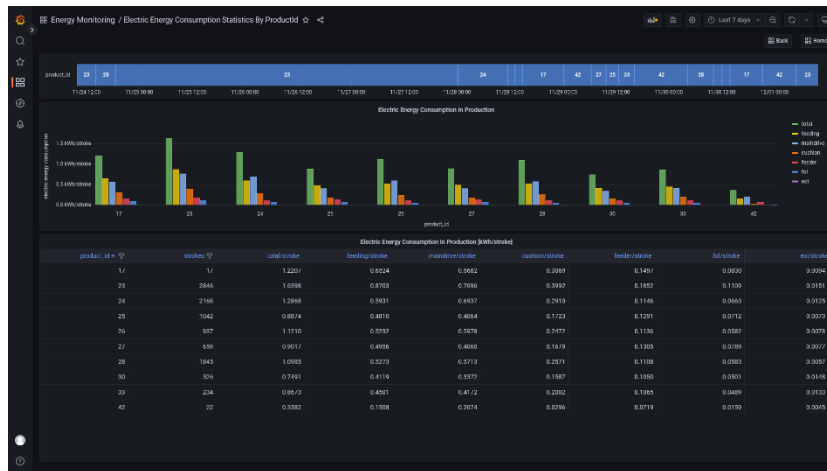 Energy Monitoring / Electric Energy Consumption Statistics By ProductId
Last 7 days
Back Home
product_id 23 26 23 24 17 42 27 25 33 42 28 17 42 23
11/24 12:00 11/25 00:00 11/25 12:00 11/26 00:00 11/26 12:00 11/27 00:00 11/27 12:00 11/28 00:00 11/28 12:00 11/29 00:00 11/29 12:00 11/30 00:00 11/30 12:00 12/01 00:00
Electric Energy Consumption In Production
electric energy consumption
1.5 kWh/stroke
1.0 kWh/stroke
0.5 kWh/stroke
0.0 kWh/stroke
17 23 24 25 26 27 28 30 33 42
product_id
total
feeding
maindrive
cushion
feeder
fol
ecl
Electric Energy Consumption In Production [kWh/stroke]
product_id strokes total/stroke feeding/stroke maindrive/stroke cushion/stroke feeder/stroke fol/stroke
17 17 1.2207 0.6524 0.5682 0.3069 0.1497 0.0830 0.0094
23 2846 1.6398 0.8703 0.7696 0.3992 0.1852 0.1109 0.0151
24 2168 1.2868 0.5931 0.6937 0.2910 0.1146 0.0663 0.0125
25 1042 0.8874 0.4810 0.4064 0.1723 0.1291 0.0712 0.0073
26 937 1.1210 0.5232 0.5978 0.2472 0.1136 0.0582 0.0078
27 659 0.9017 0.4956 0.4060 0.1679 0.1305 0.0789 0.0077
28 1843 1.0985 0.5273 0.5713 0.2571 0.1108 0.0583 0.0057
30 526 0.7491 0.4119 0.3372 0.1587 0.1050 0.0501 0.0148
33 234 0.8673 0.4501 0.4172 0.2002 0.1065 0.0489 0.0133
42 22 0.3582 0.1508 0.2074 0.0296 0.0719 0.0159 0.0045